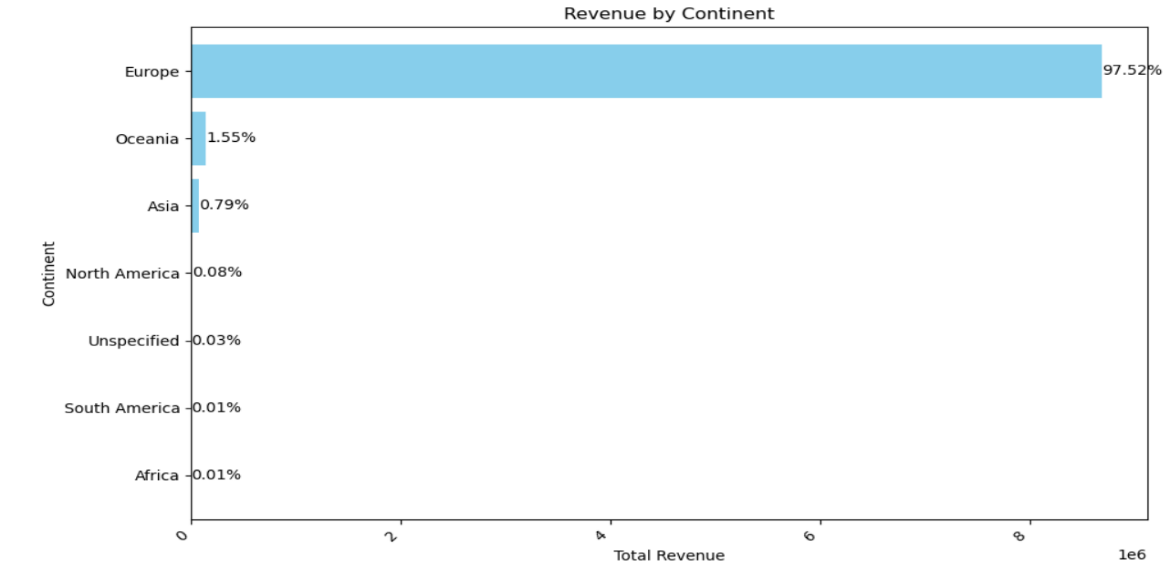 Revenue by Continent
Europe 97.52%
Oceania 1.55%
Asia 0.79%
Continent
North America 0.08%
Unspecified 0.03%
South America 0.01%
Africa 0.01%
0 2 4 6 8
Total Revenue 1e6